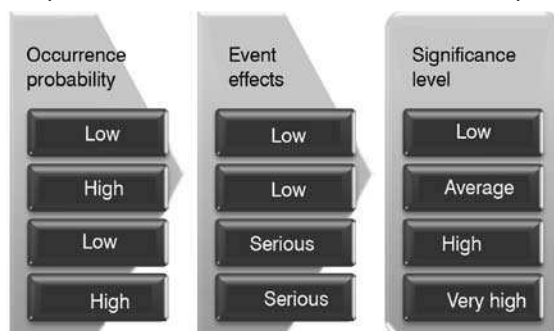 Occurrence probability
Event effects
Significance level
Low
Low
Low
High
Low
Average
Low
Serious
High
High
Serious
Very high